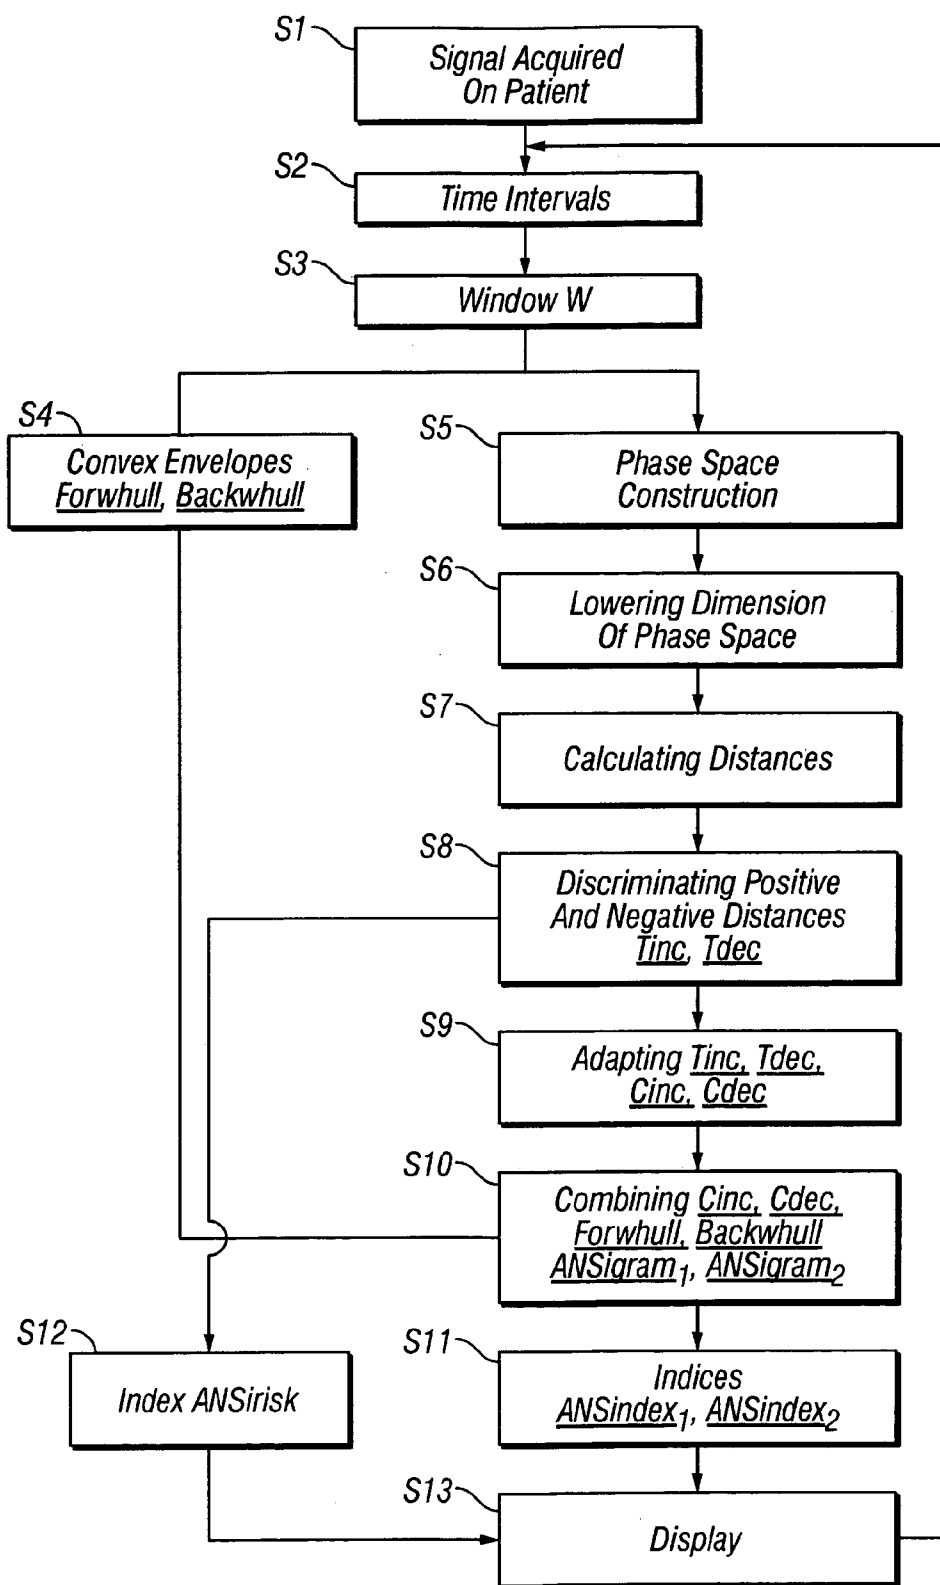 S1
Signal Acquired
On Patient
S2
Time Intervals
S3
Window W
S4
Convex Envelopes
Forwhull, Backwhull
S5
Phase Space
Construction
S6
Lowering Dimension
Of Phase Space
S7
Calculating Distances
S8
Discriminating Positive
And Negative Distances
Tinc, Tdec
S9
Adapting Tinc, Tdec,
Cinc, Cdec
S10
Combining Cinc, Cdec,
Forwhull, Backwhull
ANSigram1, ANSigram2
S11
Indices
ANSindex1, ANSindex2
S12
Index ANSirisk
S13
Display